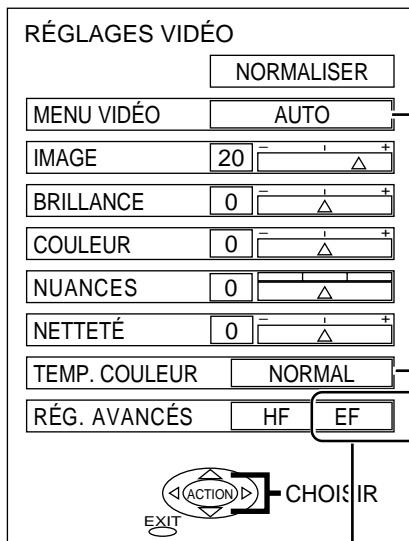 RÉGLAGES VIDÉO
NORMALISER
MENU VIDÉO AUTO
IMAGE 20 – +
BRILLANCE 0 – +
COULEUR 0 – +
NUANCES 0
NETTETÉ 0 – +
TEMP. COULEUR NORMAL
RÉG. AVANCÉS HF EF
ACTION CHOISIR
EXIT